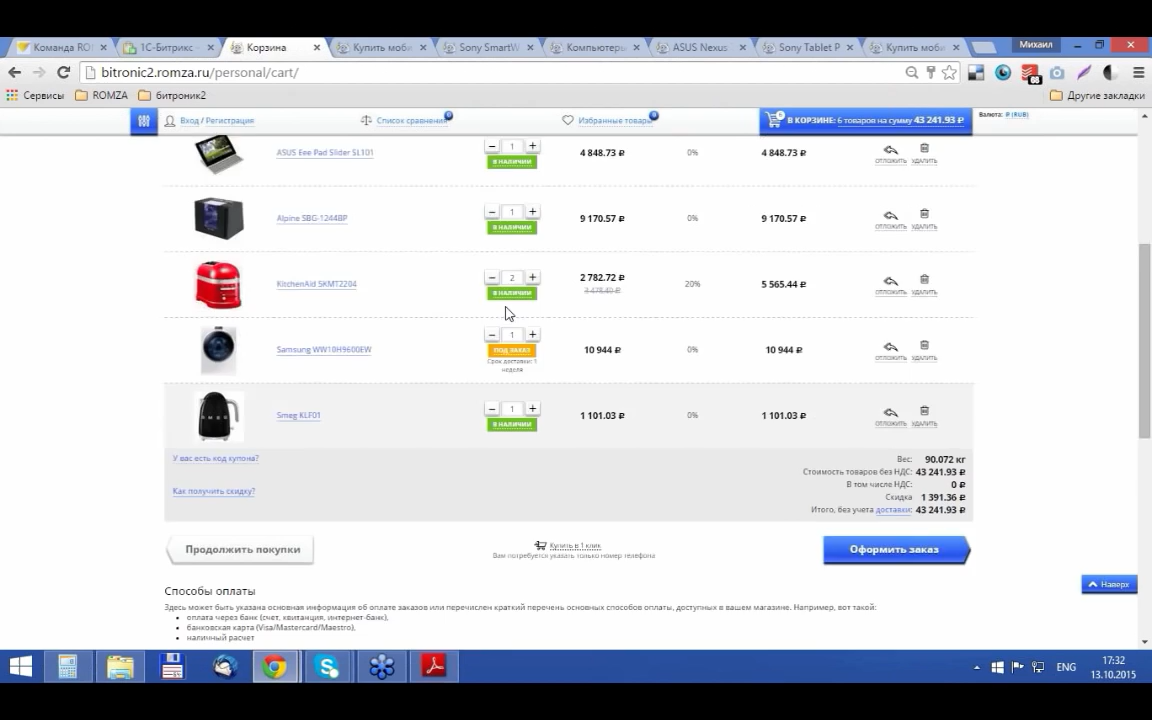 Команда RO
1С-Битрикс -
Корзина
Купить моби
Sony SmartW
Компьютеры
ASUS Nexus
Sony Tablet P
Купить моби
Михаил
bitronic2.romza.ru/personal/cart/
Сервисы
ROMZA
битроник2
Другие закладки
Вход / Регистрация
Список сравнения
Избранные товары
В КОРЗИНЕ: 6 товаров на сумму 43 241.93 ₽
Валюта: ₽ (RUB)
ASUS Eee Pad Slider SL101
− 1 +
В НАЛИЧИИ
4 848.73 ₽
0%
4 848.73 ₽
ОТЛОЖИТЬ
УДАЛИТЬ
Alpine SBG-1244BP
− 1 +
В НАЛИЧИИ
9 170.57 ₽
0%
9 170.57 ₽
ОТЛОЖИТЬ
УДАЛИТЬ
KitchenAid 5KMT2204
− 2 +
В НАЛИЧИИ
2 782.72 ₽
3 478.40 ₽
20%
5 565.44 ₽
ОТЛОЖИТЬ
УДАЛИТЬ
Samsung WW10H9600EW
− 1 +
ПОД ЗАКАЗ
Срок доставки: 1
неделя
10 944 ₽
0%
10 944 ₽
ОТЛОЖИТЬ
УДАЛИТЬ
Smeg KLF01
− 1 +
В НАЛИЧИИ
1 101.03 ₽
0%
1 101.03 ₽
ОТЛОЖИТЬ
УДАЛИТЬ
У вас есть код купона?
Как получить скидку?
Вес: 90.072 кг
Стоимость товаров без НДС: 43 241.93 ₽
В том числе НДС: 0 ₽
Скидка 1 391.36 ₽
Итого, без учета доставки: 43 241.93 ₽
Продолжить покупки
Купить в 1 клик
Вам потребуется указать только номер телефона
Оформить заказ
Наверх
Способы оплаты
Здесь может быть указана основная информация об оплате заказов или перечислен краткий перечень основных способов оплаты, доступных в вашем магазине. Например, вот такой:
• оплата через банк (счет, квитанция, интернет-банк),
• банковская карта (Visa/Mastercard/Maestro),
• наличный расчет
ENG
17:32
13.10.2015